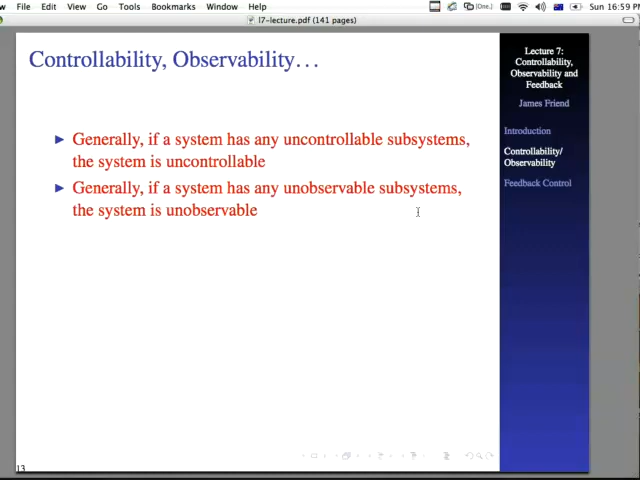 File Edit View Go Tools Bookmarks Window Help
(One.) Sun 16:59
l7-lecture.pdf (141 pages)
Controllability, Observability...
Generally, if a system has any uncontrollable subsystems,
the system is uncontrollable
Generally, if a system has any unobservable subsystems,
the system is unobservable
13
Lecture 7:
Controllability,
Observability and
Feedback
James Friend
Introduction
Controllability/
Observability
Feedback Control